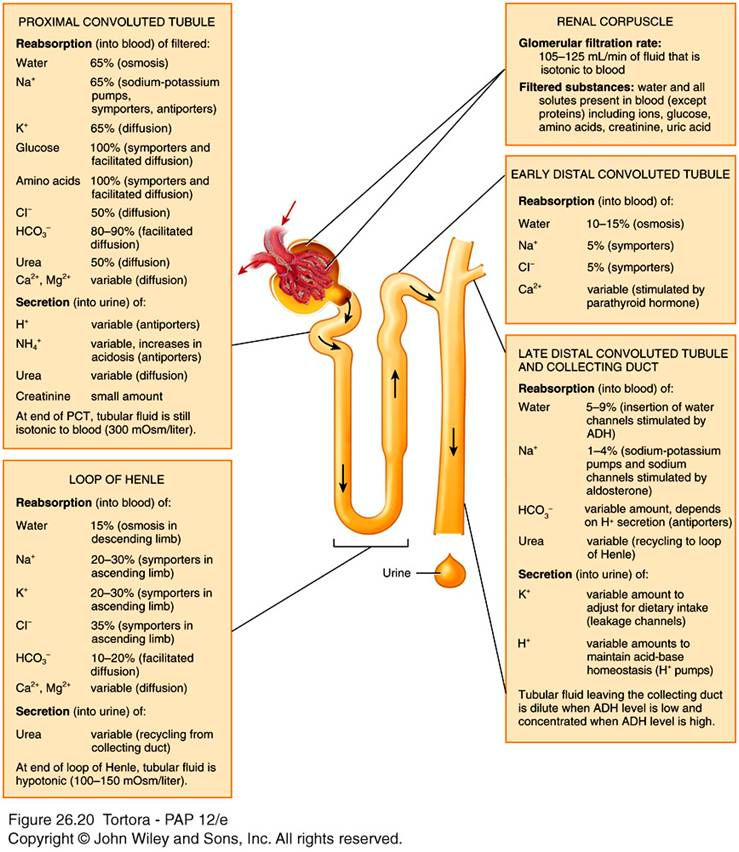 PROXIMAL CONVOLUTED TUBULE
Reabsorption (into blood) of filtered:
Water 65% (osmosis)
Na⁺ 65% (sodium-potassium
pumps,
symporters, antiporters)
K⁺ 65% (diffusion)
Glucose 100% (symporters and
facilitated diffusion)
Amino acids 100% (symporters and
facilitated diffusion)
Cl⁻ 50% (diffusion)
HCO₃⁻ 80–90% (facilitated
diffusion)
Urea 50% (diffusion)
Ca²⁺, Mg²⁺ variable (diffusion)
Secretion (into urine) of:
H⁺ variable (antiporters)
NH₄⁺ variable, increases in
acidosis (antiporters)
Urea variable (diffusion)
Creatinine small amount
At end of PCT, tubular fluid is still
isotonic to blood (300 mOsm/liter).
LOOP OF HENLE
Reabsorption (into blood) of:
Water 15% (osmosis in
descending limb)
Na⁺ 20–30% (symporters in
ascending limb)
K⁺ 20–30% (symporters in
ascending limb)
Cl⁻ 35% (symporters in
ascending limb)
HCO₃⁻ 10–20% (facilitated
diffusion)
Ca²⁺, Mg²⁺ variable (diffusion)
Secretion (into urine) of:
Urea variable (recycling from
collecting duct)
At end of loop of Henle, tubular fluid is
hypotonic (100–150 mOsm/liter).
Urine
RENAL CORPUSCLE
Glomerular filtration rate:
105–125 mL/min of fluid that is
isotonic to blood
Filtered substances: water and all
solutes present in blood (except
proteins) including ions, glucose,
amino acids, creatinine, uric acid
EARLY DISTAL CONVOLUTED TUBULE
Reabsorption (into blood) of:
Water 10–15% (osmosis)
Na⁺ 5% (symporters)
Cl⁻ 5% (symporters)
Ca²⁺ variable (stimulated by
parathyroid hormone)
LATE DISTAL CONVOLUTED TUBULE
AND COLLECTING DUCT
Reabsorption (into blood) of:
Water 5–9% (insertion of water
channels stimulated by
ADH)
Na⁺ 1–4% (sodium-potassium
pumps and sodium
channels stimulated by
aldosterone)
HCO₃⁻ variable amount, depends
on H⁺ secretion (antiporters)
Urea variable (recycling to loop
of Henle)
Secretion (into urine) of:
K⁺ variable amount to
adjust for dietary intake
(leakage channels)
H⁺ variable amounts to
maintain acid-base
homeostasis (H⁺ pumps)
Tubular fluid leaving the collecting duct
is dilute when ADH level is low and
concentrated when ADH level is high.
Figure 26.20 Tortora - PAP 12/e
Copyright © John Wiley and Sons, Inc. All rights reserved.